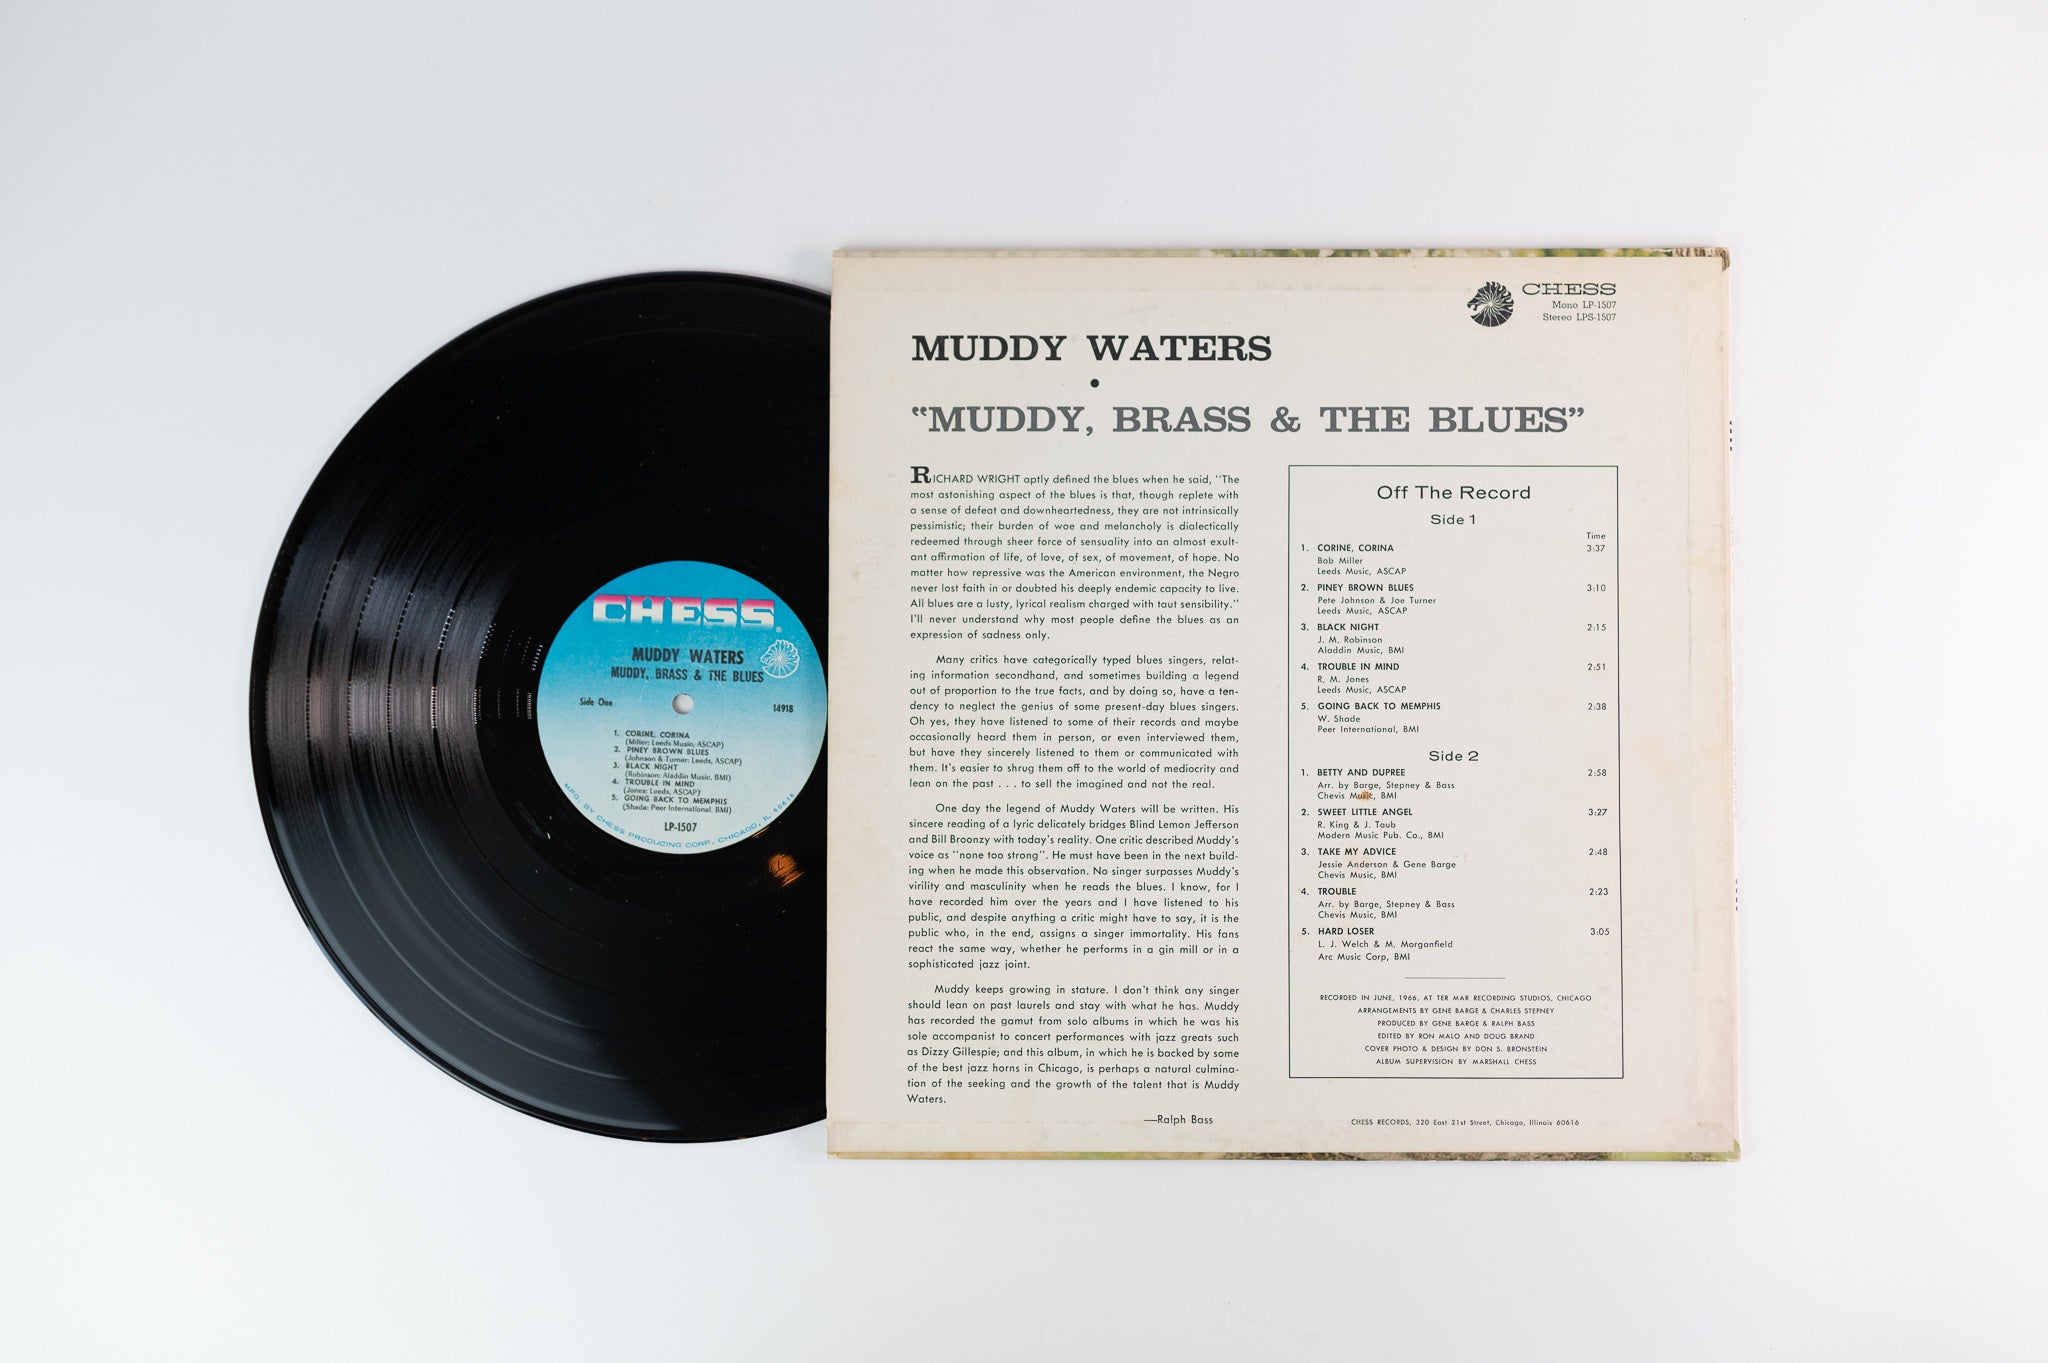 CHESS
®
MUDDY WATERS
MUDDY, BRASS & THE BLUES
Side One
14918
1. CORINE, CORINA
(Miller: Leeds Music, ASCAP)
2. PINEY BROWN BLUES
(Johnson & Turner: Leeds, ASCAP)
3. BLACK NIGHT
(Robinson: Aladdin Music, BMI)
4. TROUBLE IN MIND
(Jones: Leeds, ASCAP)
5. GOING BACK TO MEMPHIS
(Shade: Peer International, BMI)
LP-1507
MFG. BY CHESS PRODUCING CORP., CHICAGO, IL 60616
CHESS
Mono LP-1507
Stereo LPS-1507
MUDDY WATERS
•
“MUDDY, BRASS & THE BLUES”
RICHARD WRIGHT aptly defined the blues when he said, "The
most astonishing aspect of the blues is that, though replete with
a sense of defeat and downheartedness, they are not intrinsically
pessimistic; their burden of woe and melancholy is dialectically
redeemed through sheer force of sensuality into an almost exult-
ant affirmation of life, of love, of sex, of movement, of hope. No
matter how repressive was the American environment, the Negro
never lost faith in or doubted his deeply endemic capacity to live.
All blues are a lusty, lyrical realism charged with taut sensibility."
I'll never understand why most people define the blues as an
expression of sadness only.
Many critics have categorically typed blues singers, relat-
ing information secondhand, and sometimes building a legend
out of proportion to the true facts, and by doing so, have a ten-
dency to neglect the genius of some present-day blues singers.
Oh yes, they have listened to some of their records and maybe
occasionally heard them in person, or even interviewed them,
but have they sincerely listened to them or communicated with
them. It's easier to shrug them off to the world of mediocrity and
lean on the past . . . to sell the imagined and not the real.
One day the legend of Muddy Waters will be written. His
sincere reading of a lyric delicately bridges Blind Lemon Jefferson
and Bill Broonzy with today's reality. One critic described Muddy's
voice as "none too strong". He must have been in the next build-
ing when he made this observation. No singer surpasses Muddy's
virility and masculinity when he reads the blues. I know, for I
have recorded him over the years and I have listened to his
public, and despite anything a critic might have to say, it is the
public who, in the end, assigns a singer immortality. His fans
react the same way, whether he performs in a gin mill or in a
sophisticated jazz joint.
Muddy keeps growing in stature. I don't think any singer
should lean on past laurels and stay with what he has. Muddy
has recorded the gamut from solo albums in which he was his
sole accompanist to concert performances with jazz greats such
as Dizzy Gillespie; and this album, in which he is backed by some
of the best jazz horns in Chicago, is perhaps a natural culmina-
tion of the seeking and the growth of the talent that is Muddy
Waters.
—Ralph Bass
Off The Record
Side 1
Time
1. CORINE, CORINA 3:37
Bob Miller
Leeds Music, ASCAP
2. PINEY BROWN BLUES 3:10
Pete Johnson & Joe Turner
Leeds Music, ASCAP
3. BLACK NIGHT 2:15
J. M. Robinson
Aladdin Music, BMI
4. TROUBLE IN MIND 2:51
R. M. Jones
Leeds Music, ASCAP
5. GOING BACK TO MEMPHIS 2:38
W. Shade
Peer International, BMI
Side 2
1. BETTY AND DUPREE 2:58
Arr. by Barge, Stepney & Bass
Chevis Music, BMI
2. SWEET LITTLE ANGEL 3:27
R. King & J. Taub
Modern Music Pub. Co., BMI
3. TAKE MY ADVICE 2:48
Jessie Anderson & Gene Barge
Chevis Music, BMI
4. TROUBLE 2:23
Arr. by Barge, Stepney & Bass
Chevis Music, BMI
5. HARD LOSER 3:05
L. J. Welch & M. Morganfield
Arc Music Corp, BMI
RECORDED IN JUNE, 1966, AT TER MAR RECORDING STUDIOS, CHICAGO
ARRANGEMENTS BY GENE BARGE & CHARLES STEPNEY
PRODUCED BY GENE BARGE & RALPH BASS
EDITED BY RON MALO AND DOUG BRAND
COVER PHOTO & DESIGN BY DON S. BRONSTEIN
ALBUM SUPERVISION BY MARSHALL CHESS
CHESS RECORDS, 320 East 21st Street, Chicago, Illinois 60616